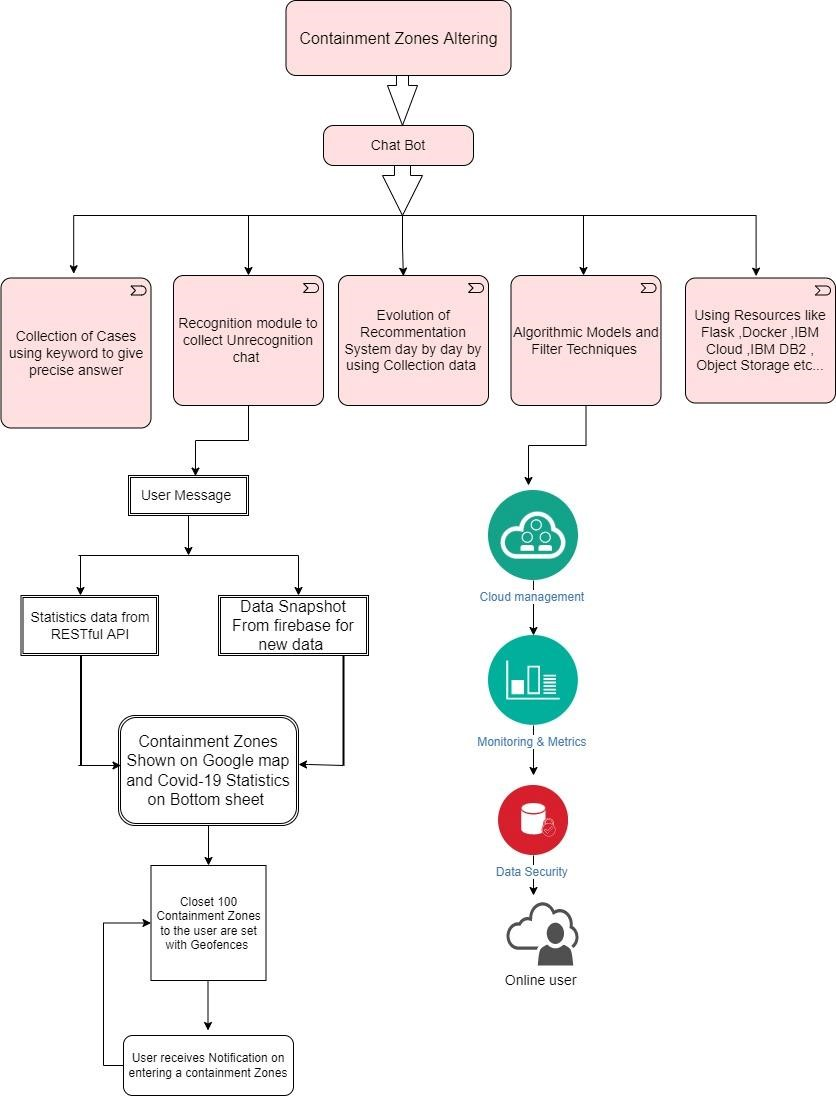 Containment Zones Altering
Chat Bot
Collection of Cases
using keyword to give
precise answer
Recognition module to
collect Unrecognition
chat
Evolution of
Recommentation
System day by day by
using Collection data
Algorithmic Models and
Filter Techniques
Using Resources like
Flask ,Docker ,IBM
Cloud ,IBM DB2 ,
Object Storage etc...
User Message
Statistics data from
RESTful API
Data Snapshot
From firebase for
new data
Containment Zones
Shown on Google map
and Covid-19 Statistics
on Bottom sheet
Closet 100
Containment Zones
to the user are set
with Geofences
User receives Notification on
entering a containment Zones
Cloud management
Monitoring & Metrics
Data Security
Online user